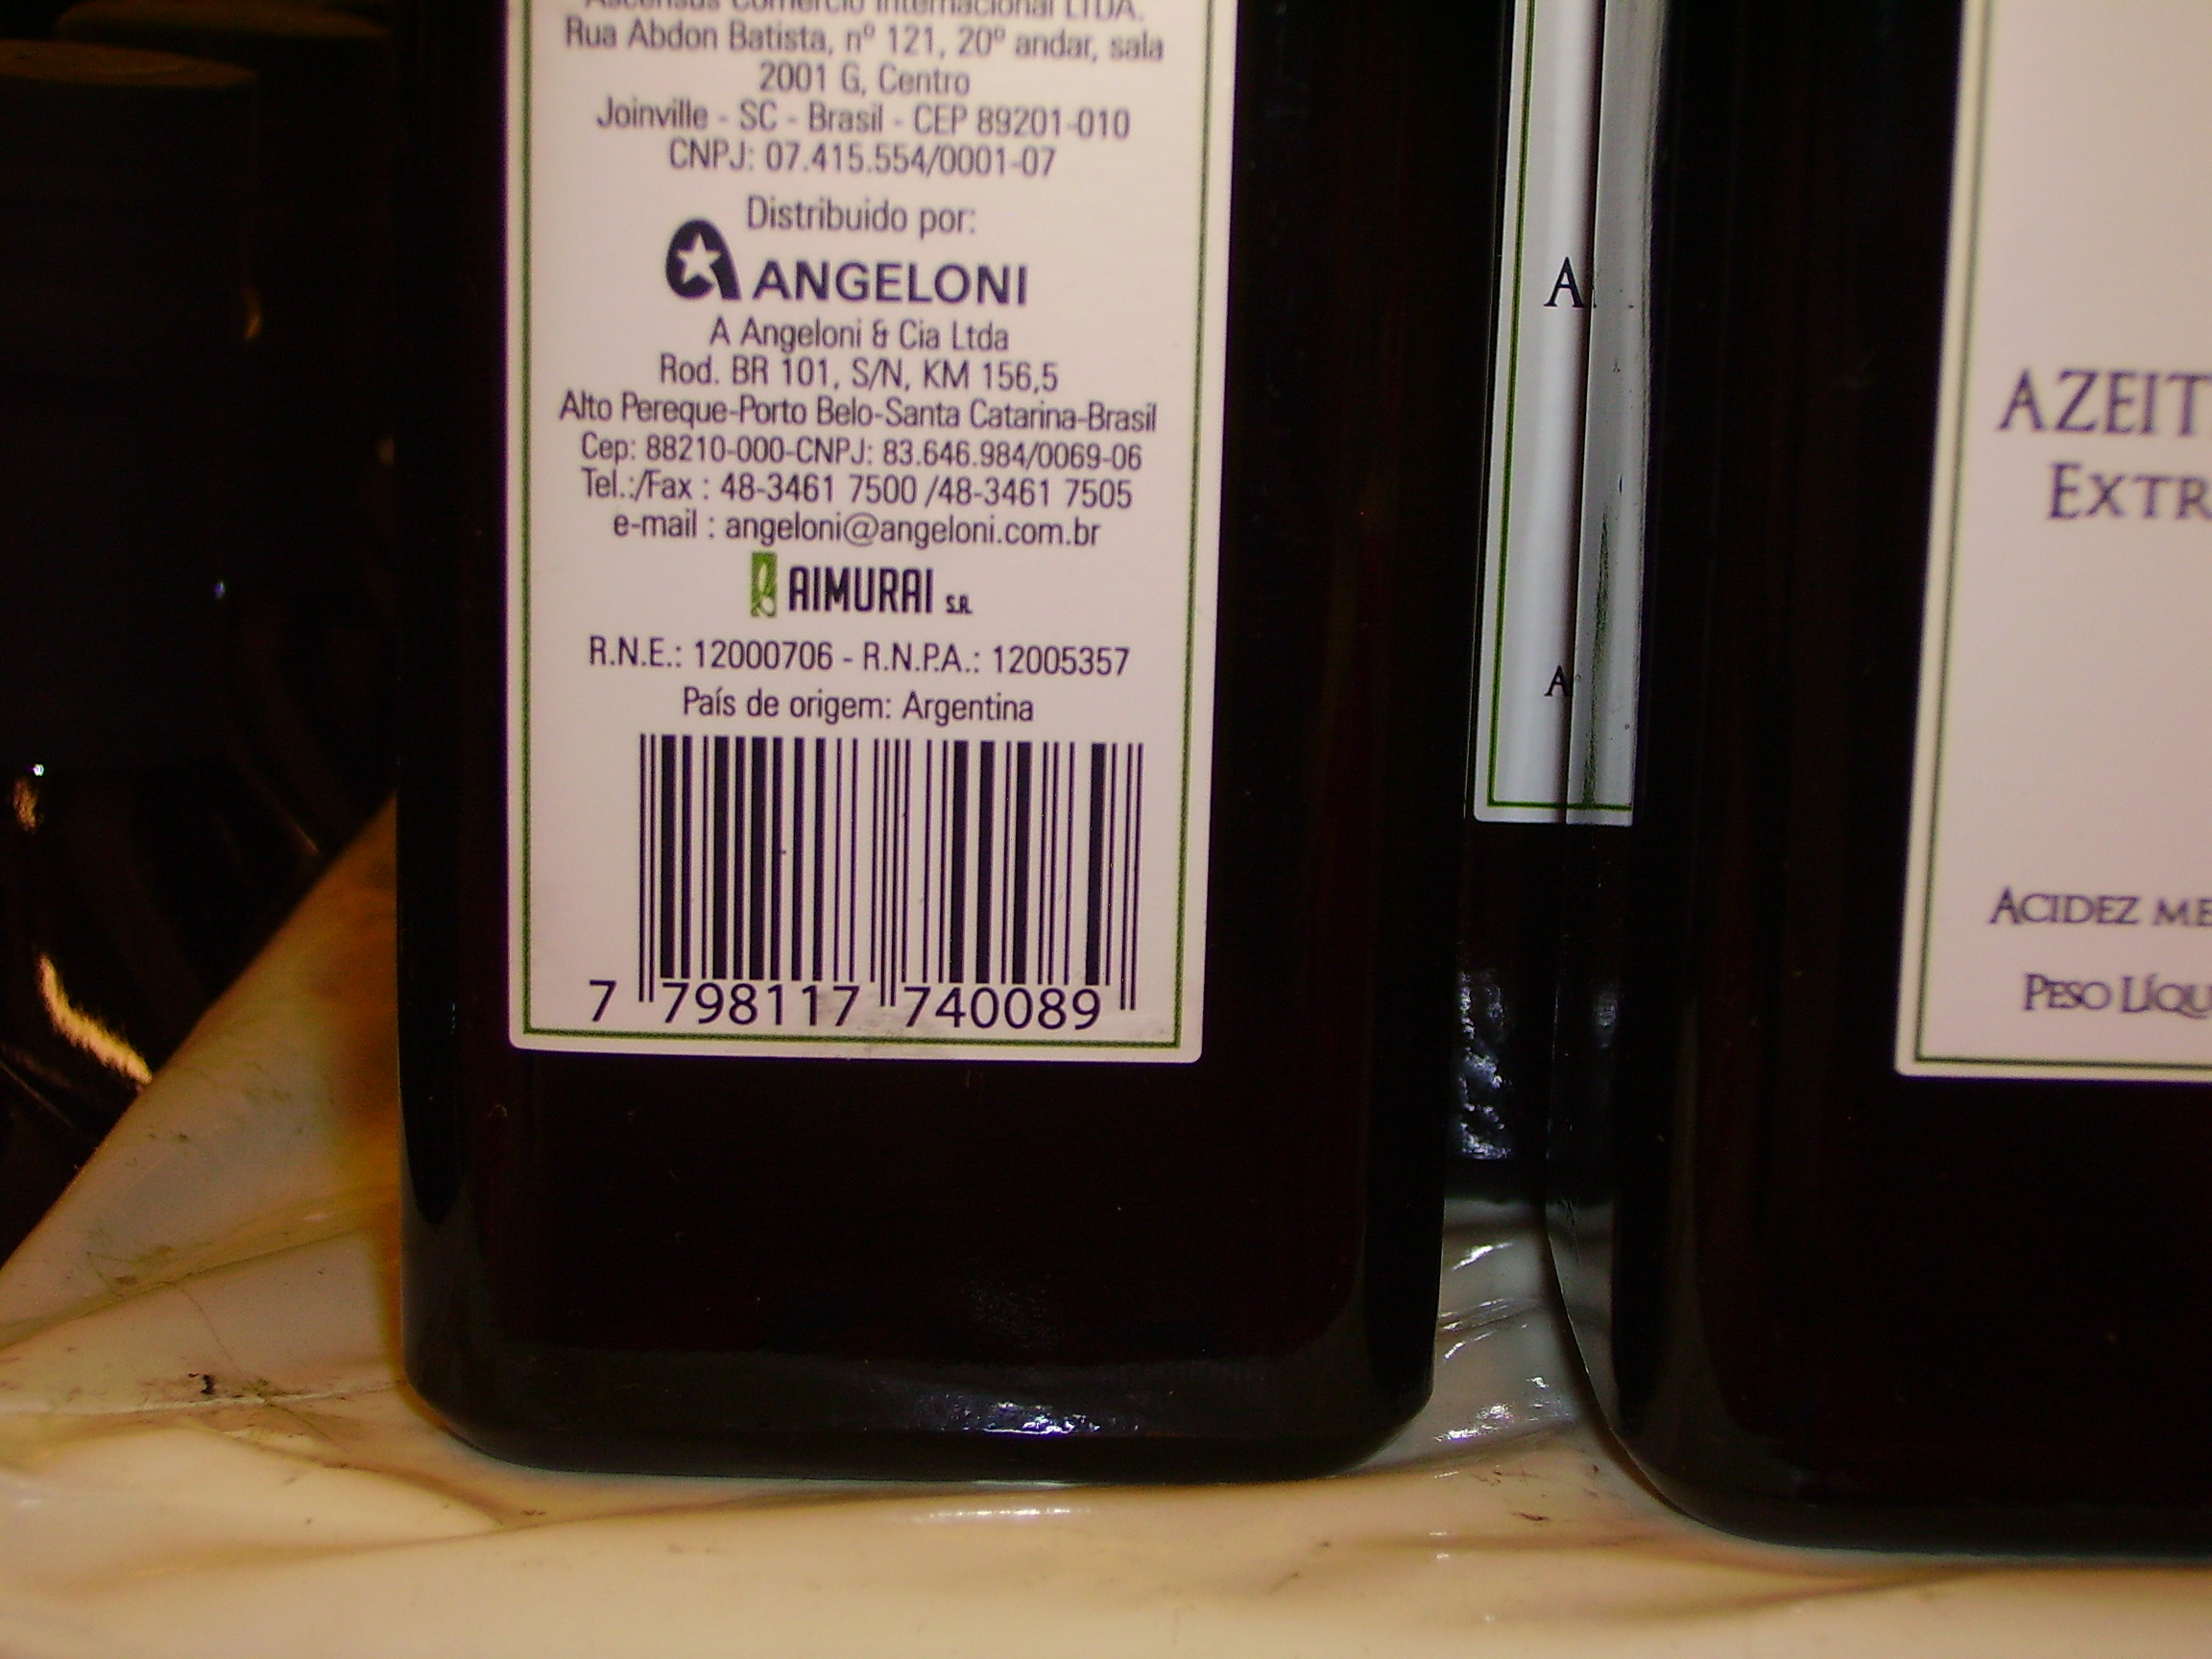 Ascensus Comércio Internacional LTDA.
Rua Abdon Batista, nº 121, 20º andar, sala
2001 G, Centro
Joinville - SC - Brasil - CEP 89201-010
CNPJ: 07.415.554/0001-07
Distribuido por:
ANGELONI
A Angeloni & Cia Ltda
Rod. BR 101, S/N, KM 156,5
Alto Pereque-Porto Belo-Santa Catarina-Brasil
Cep: 88210-000-CNPJ: 83.646.984/0069-06
Tel.:/Fax : 48-3461 7500 /48-3461 7505
e-mail : angeloni@angeloni.com.br
AIMURAI S.A.
R.N.E.: 12000706 - R.N.P.A.: 12005357
País de origem: Argentina
7 798117 740089
A
A
AZEIT
EXTR
ACIDEZ ME
PESO LÍQU